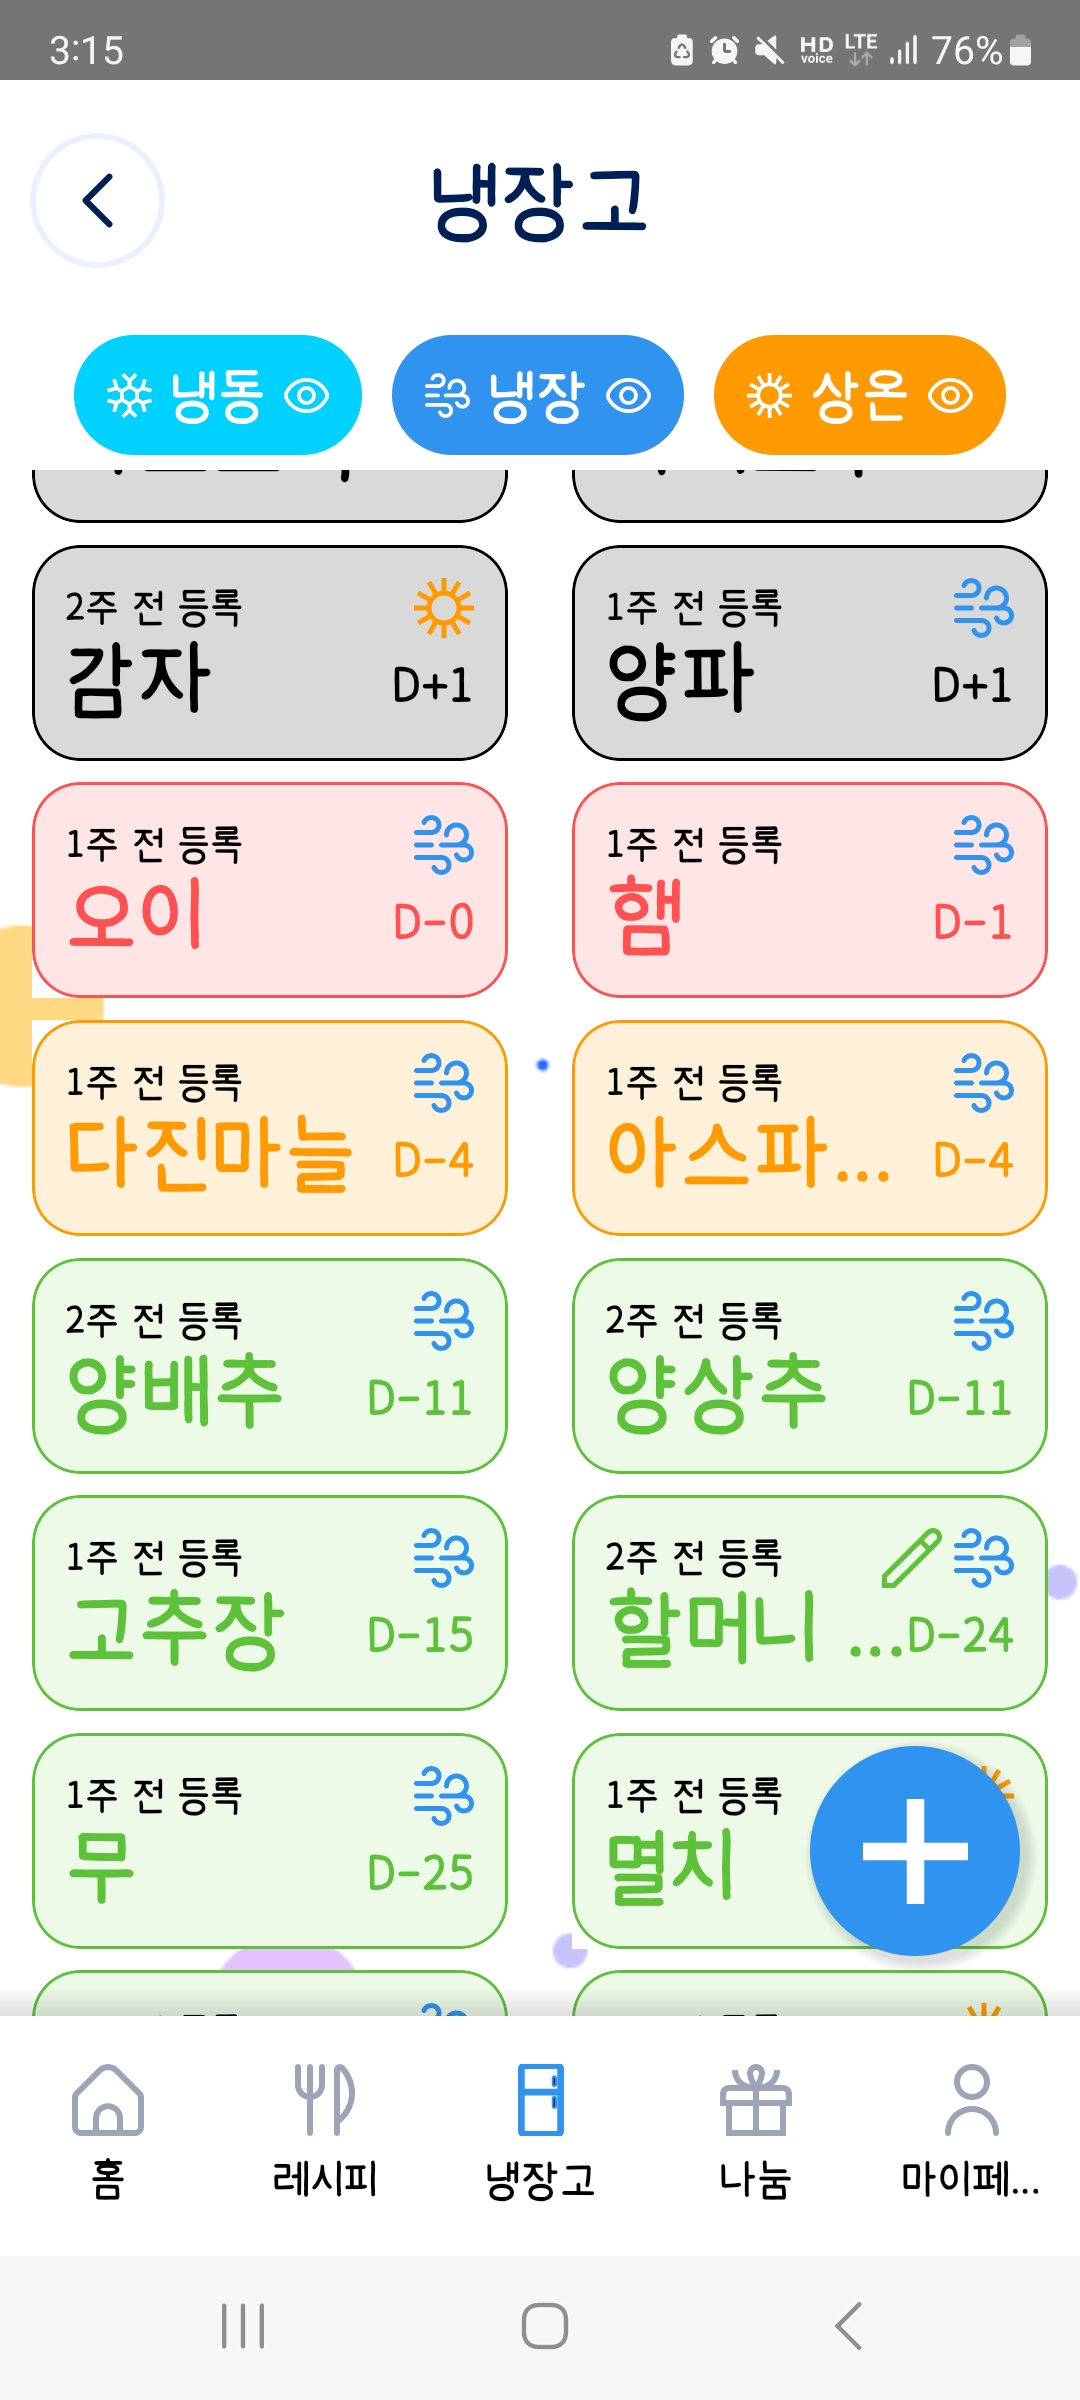 3:15 HD voice LTE 76%
냉장고
냉동 냉장 상온
2주 전 등록
감자 D+1
1주 전 등록
양파 D+1
1주 전 등록
오이 D-0
1주 전 등록
햄 D-1
1주 전 등록
다진마늘 D-4
1주 전 등록
아스파... D-4
2주 전 등록
양배추 D-11
2주 전 등록
양상추 D-11
1주 전 등록
고추장 D-15
2주 전 등록
할머니 ... D-24
1주 전 등록
무 D-25
1주 전 등록
멸치
홈 레시피 냉장고 나눔 마이페...